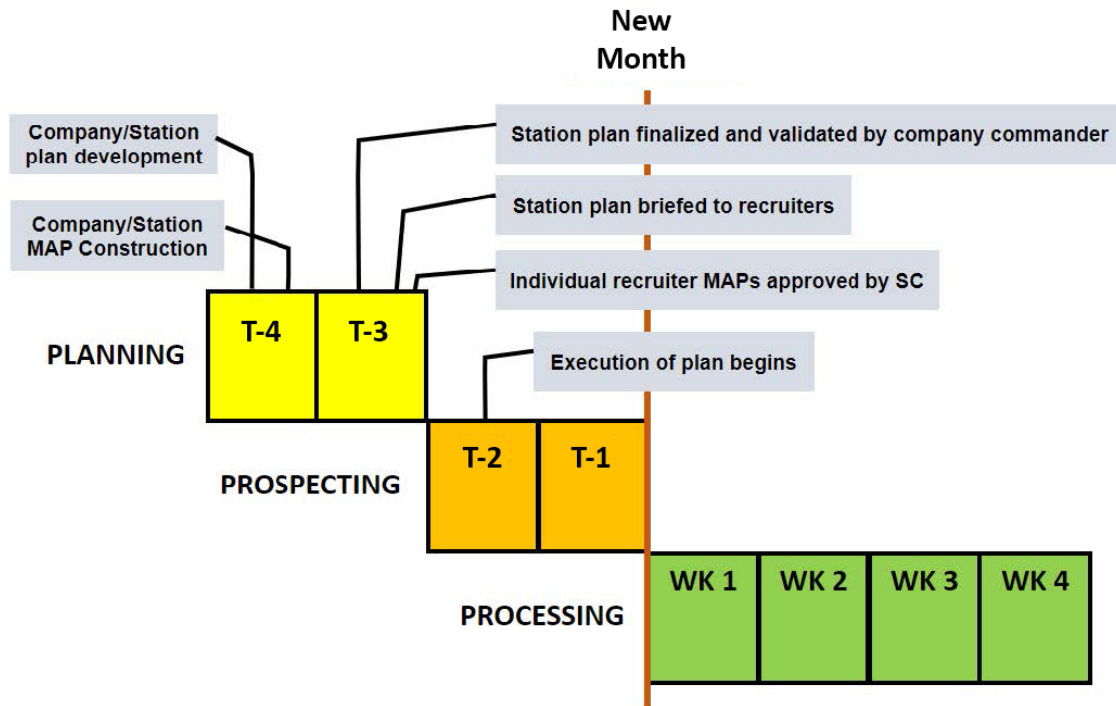 New
Month
Company/Station
plan development
Station plan finalized and validated by company commander
Company/Station
MAP Construction
Station plan briefed to recruiters
Individual recruiter MAPs approved by SC
PLANNING
T-4
T-3
Execution of plan begins
PROSPECTING
T-2
T-1
PROCESSING
WK 1
WK 2
WK 3
WK 4